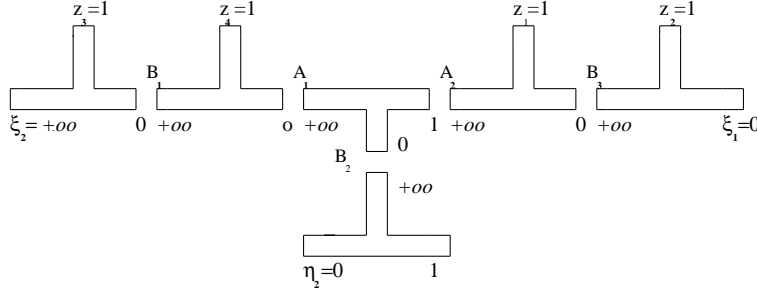 z₃=1 z₄=1 z₁=1 z₂=1
B₁ A₁ A₂ B₃
ξ₂= +oo 0 +oo o +oo 1 +oo 0 +oo ξ₁=0
0
B₂
+oo
η₂=0 1